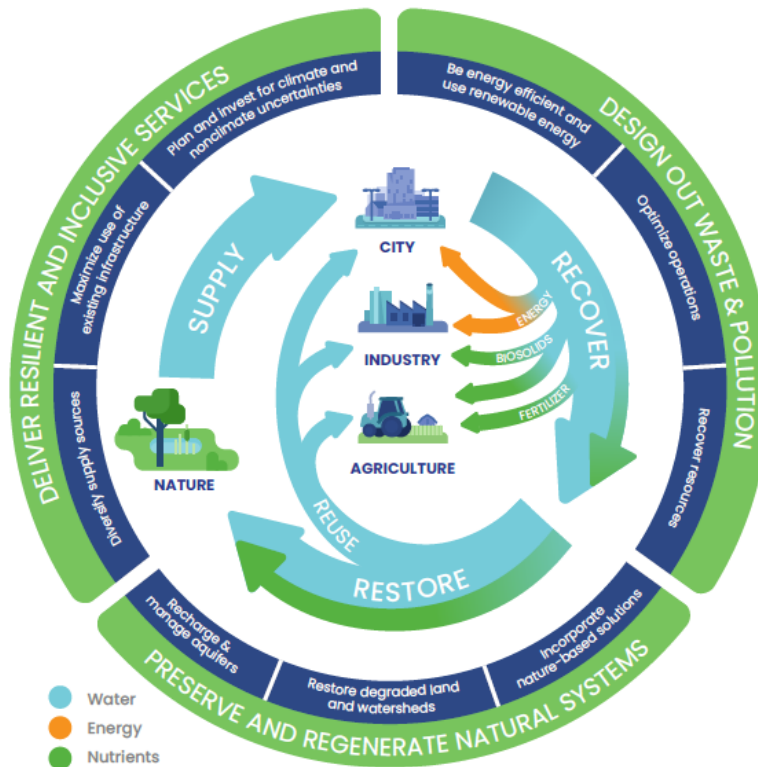 DELIVER RESILIENT AND INCLUSIVE SERVICES
Plan and invest for climate and
nonclimate uncertainties
Maximize use of
existing infrastructure
Diversify supply sources
DESIGN OUT WASTE & POLLUTION
Be energy efficient and
use renewable energy
Optimize operations
Recover resources
PRESERVE AND REGENERATE NATURAL SYSTEMS
Recharge &
manage aquifers
Restore degraded land
and watersheds
Incorporate
nature-based solutions
SUPPLY
CITY
RECOVER
ENERGY
INDUSTRY
BIOSOLIDS
FERTILIZER
AGRICULTURE
NATURE
REUSE
RESTORE
Water
Energy
Nutrients